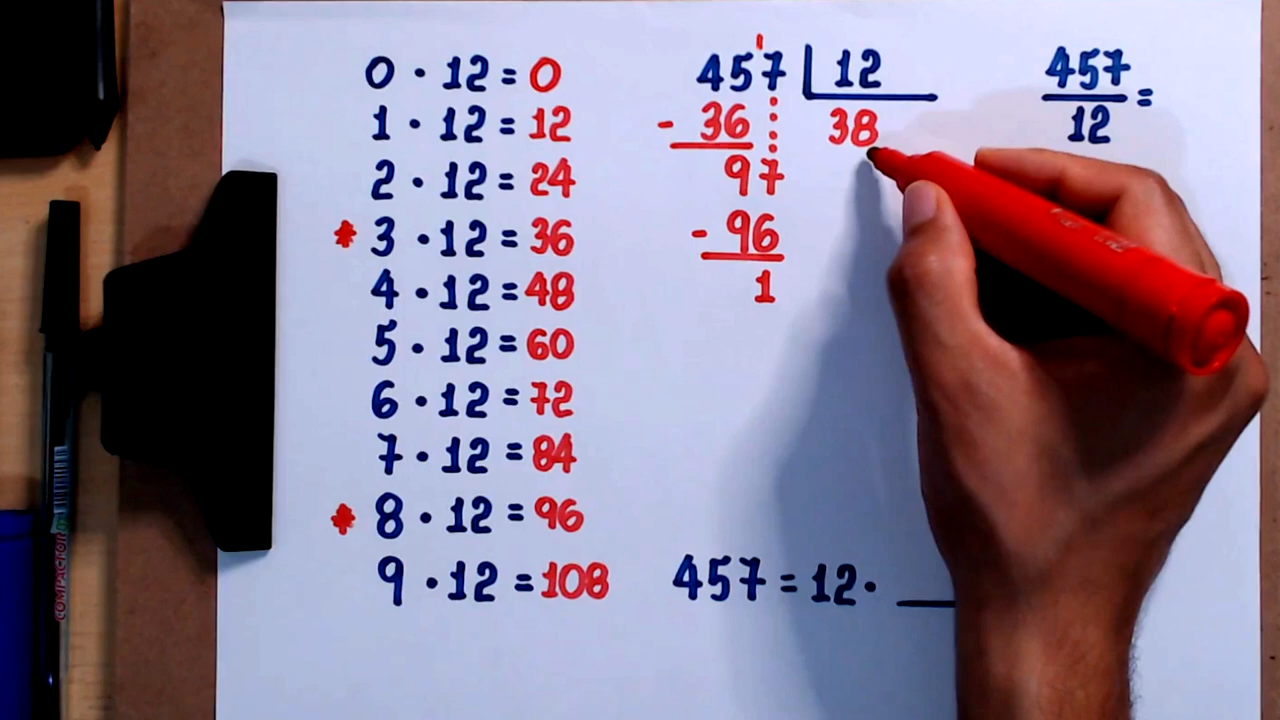 0 · 12 = 0
1 · 12 = 12
2 · 12 = 24
* 3 · 12 = 36
4 · 12 = 48
5 · 12 = 60
6 · 12 = 72
7 · 12 = 84
* 8 · 12 = 96
9 · 12 = 108
'
457 | 12
- 36 38
97
- 96
1
457
12 =
457 = 12 · __
COMPACTOR